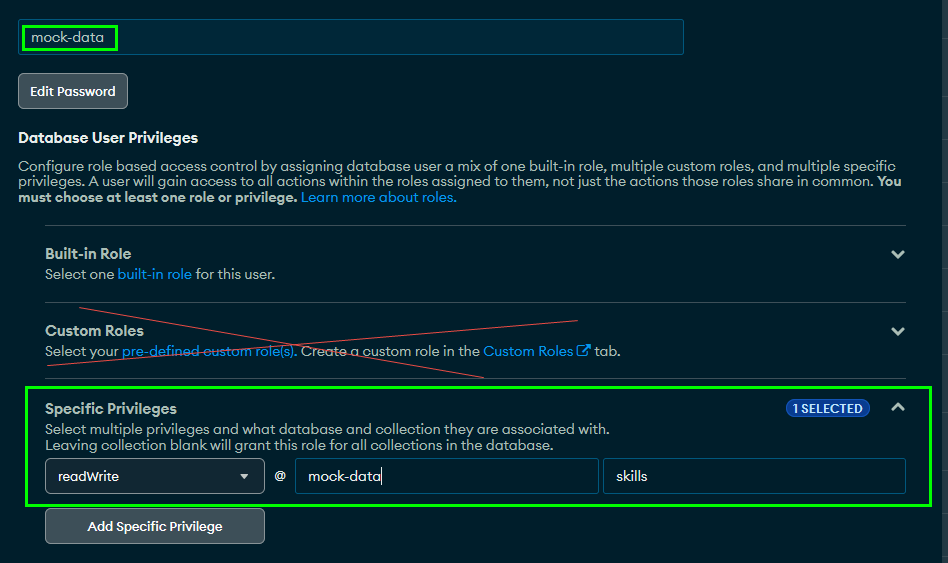 mock-data
Edit Password
Database User Privileges
Configure role based access control by assigning database user a mix of one built-in role, multiple custom roles, and multiple specific
privileges. A user will gain access to all actions within the roles assigned to them, not just the actions those roles share in common. You
must choose at least one role or privilege. Learn more about roles.
Built-in Role
Select one built-in role for this user.
Custom Roles
Select your pre-defined custom role(s). Create a custom role in the Custom Roles tab.
Specific Privileges
1 SELECTED
Select multiple privileges and what database and collection they are associated with.
Leaving collection blank will grant this role for all collections in the database.
readWrite @ mock-data skills
Add Specific Privilege